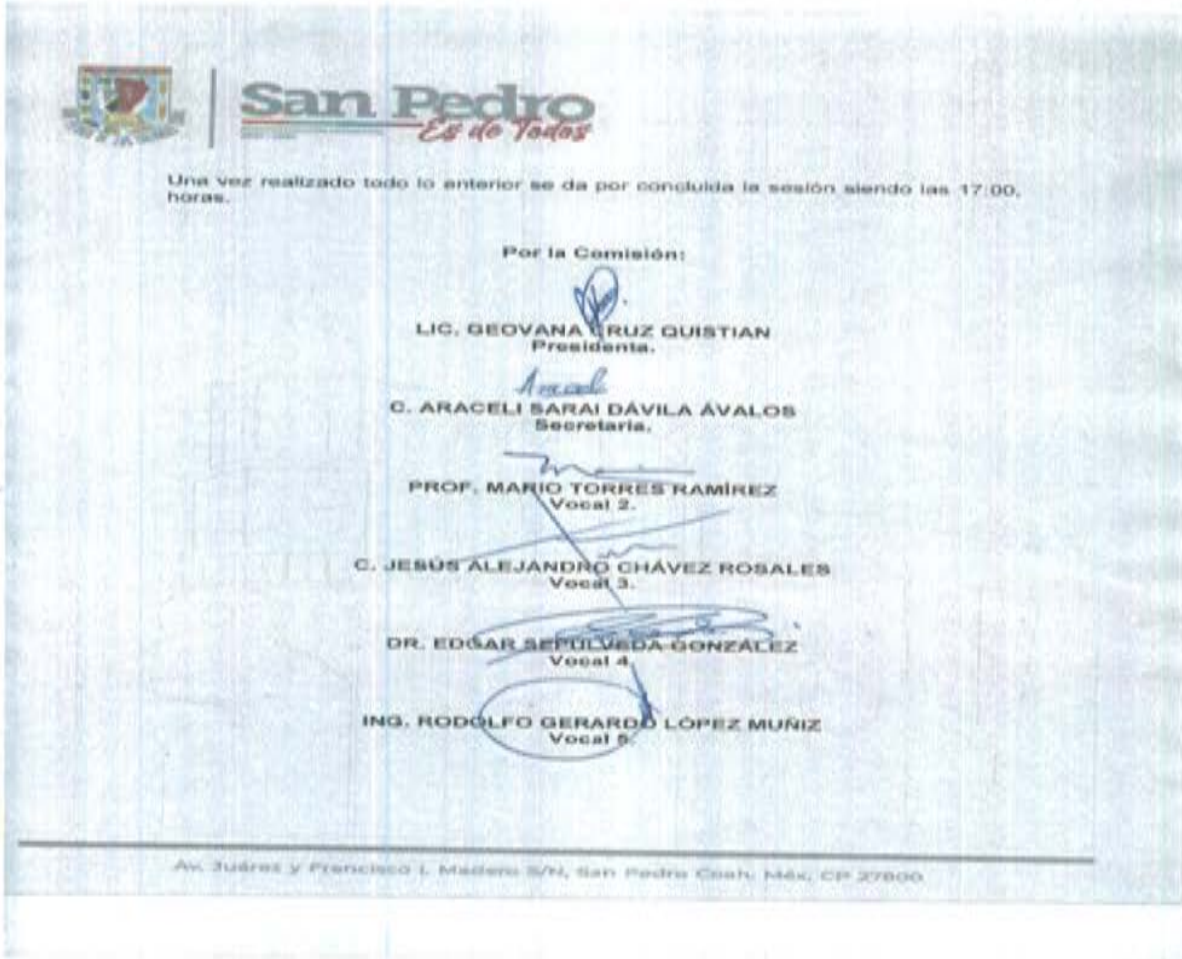 San Pedro
Es de Todos
Una vez realizado todo lo anterior se da por concluida la sesión siendo las 17:00,
horas.
Por la Comisión:
LIC. GEOVANA CRUZ QUISTIAN
Presidenta.
C. ARACELI SARAI DÁVILA ÁVALOS
Secretaria.
PROF. MARIO TORRES RAMÍREZ
Vocal 2.
C. JESÚS ALEJANDRO CHÁVEZ ROSALES
Vocal 3.
DR. EDGAR SEPÚLVEDA GONZÁLEZ
Vocal 4.
ING. RODOLFO GERARDO LÓPEZ MUÑIZ
Vocal 5.
Av. Juárez y Francisco I. Madero S/N, San Pedro Coah. Méx. CP 27800